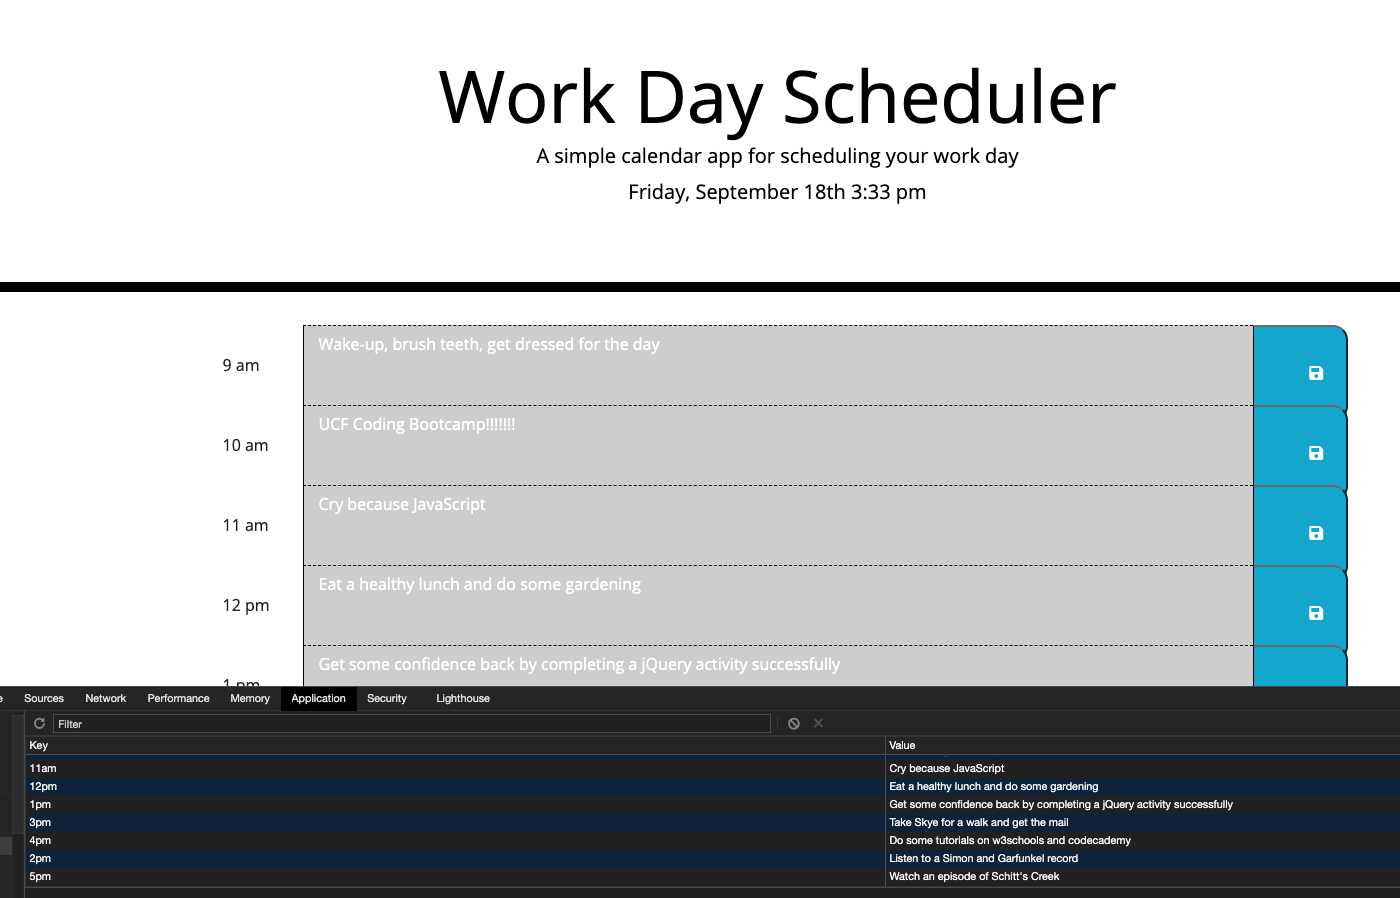 Work Day Scheduler
A simple calendar app for scheduling your work day
Friday, September 18th 3:33 pm
9 am
Wake-up, brush teeth, get dressed for the day
10 am
UCF Coding Bootcamp!!!!!!!
11 am
Cry because JavaScript
12 pm
Eat a healthy lunch and do some gardening
1 pm
Get some confidence back by completing a jQuery activity successfully
Sources Network Performance Memory Application Security Lighthouse
Filter
Key Value
11am Cry because JavaScript
12pm Eat a healthy lunch and do some gardening
1pm Get some confidence back by completing a jQuery activity successfully
3pm Take Skye for a walk and get the mail
4pm Do some tutorials on w3schools and codecademy
2pm Listen to a Simon and Garfunkel record
5pm Watch an episode of Schitt's Creek